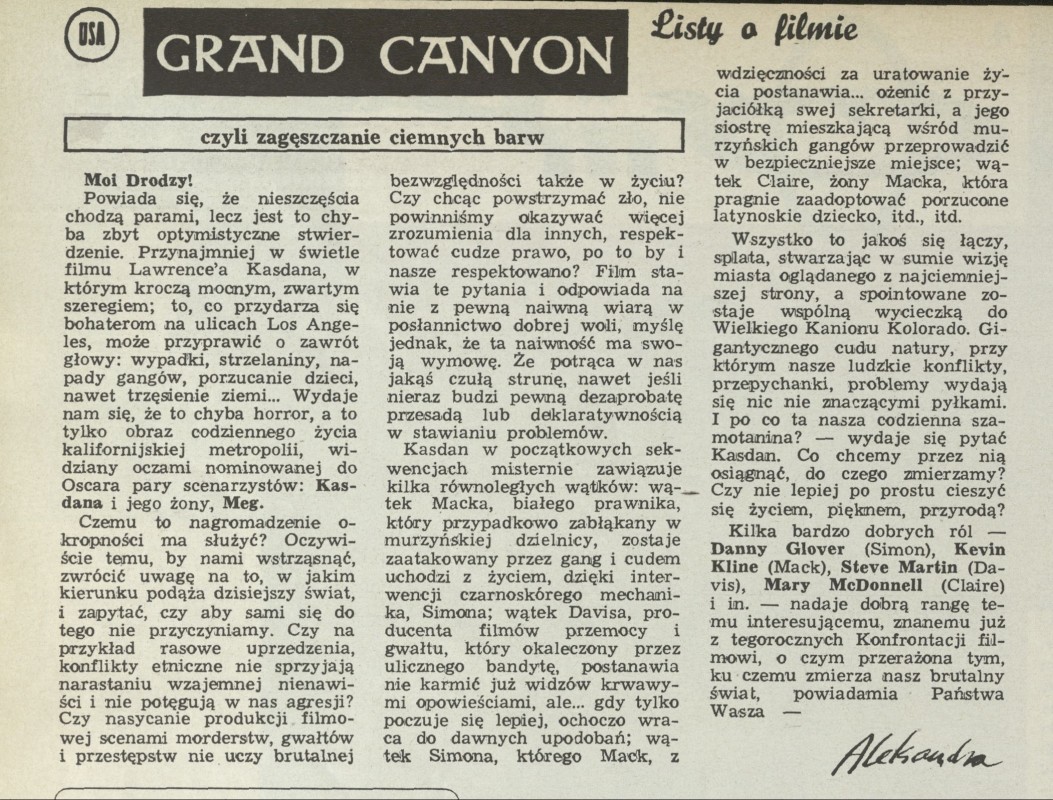 USA
GRAND CANYON
Listy o filmie
czyli zagęszczanie ciemnych barw
Moi Drodzy!
Powiada się, że nieszczęścia
chodzą parami, lecz jest to chy-
ba zbyt optymistyczne stwier-
dzenie. Przynajmniej w świetle
filmu Lawrence'a Kasdana, w
którym kroczą mocnym, zwartym
szeregiem; to, co przydarza się
bohaterom na ulicach Los Ange-
les, może przyprawić o zawrót
głowy: wypadki, strzelaniny, na-
pady gangów, porzucanie dzieci,
nawet trzęsienie ziemi... Wydaje
nam się, że to chyba horror, a to
tylko obraz codziennego życia
kalifornijskiej metropolii, wi-
dziany oczami nominowanej do
Oscara pary scenarzystów: Kas-
dana i jego żony, Meg.
Czemu to nagromadzenie o-
kropności ma służyć? Oczywi-
ście temu, by nami wstrząsnąć,
zwrócić uwagę na to, w jakim
kierunku podąża dzisiejszy świat,
i zapytać, czy aby sami się do
tego nie przyczyniamy. Czy na
przykład rasowe uprzedzenia,
konflikty etniczne nie sprzyjają
narastaniu wzajemnej nienawi-
ści i nie potęgują w nas agresji?
Czy nasycanie produkcji filmo-
wej scenami morderstw, gwałtów
i przestępstw nie uczy brutalnej
bezwzględności także w życiu?
Czy chcąc powstrzymać zło, nie
powinniśmy okazywać więcej
zrozumienia dla innych, respek-
tować cudze prawo, po to by i
nasze respektowano? Film sta-
wia te pytania i odpowiada na
nie z pewną naiwną wiarą w
posłannictwo dobrej woli, myślę
jednak, że ta naiwność ma swo-
ją wymowę. Że potrąca w nas
jakąś czułą strunę, nawet jeśli
nieraz budzi pewną dezaprobatę
przesadą lub deklaratywnością
w stawianiu problemów.
Kasdan w początkowych sek-
wencjach misternie zawiązuje
kilka równoległych wątków: wą-
tek Macka, białego prawnika,
który przypadkowo zabłąkany w
murzyńskiej dzielnicy, zostaje
zaatakowany przez gang i cudem
uchodzi z życiem, dzięki inter-
wencji czarnoskórego mechani-
ka, Simona; wątek Davisa, pro-
ducenta filmów przemocy i
gwałtu, który okaleczony przez
ulicznego bandytę, postanawia
nie karmić już widzów krwawy-
mi opowieściami, ale... gdy tylko
poczuje się lepiej, ochoczo wra-
ca do dawnych upodobań; wą-
tek Simona, którego Mack, z
wdzięczności za uratowanie ży-
cia postanawia... ożenić z przy-
jaciółką swej sekretarki, a jego
siostrę mieszkającą wśród mu-
rzyńskich gangów przeprowadzić
w bezpieczniejsze miejsce; wą-
tek Claire, żony Macka, która
pragnie zaadoptować porzucone
latynoskie dziecko, itd., itd.
Wszystko to jakoś się łączy,
splata, stwarzając w sumie wizję
miasta oglądanego z najciemniej-
szej strony, a spointowane zo-
staje wspólną wycieczką do
Wielkiego Kanionu Kolorado. Gi-
gantycznego cudu natury, przy
którym nasze ludzkie konflikty,
przepychanki, problemy wydają
się nic nie znaczącymi pyłkami.
I po co ta nasza codzienna sza-
motanina? — wydaje się pytać
Kasdan. Co chcemy przez nią
osiągnąć, do czego zmierzamy?
Czy nie lepiej po prostu cieszyć
się życiem, pięknem, przyrodą?
Kilka bardzo dobrych ról —
Danny Glover (Simon), Kevin
Kline (Mack), Steve Martin (Da-
vis), Mary McDonnell (Claire)
i in. — nadaje dobrą rangę te-
mu interesującemu, znanemu już
z tegorocznych Konfrontacji fil-
mowi, o czym przerażona tym,
ku czemu zmierza nasz brutalny
świat, powiadamia Państwa
Wasza —
Aleksandra